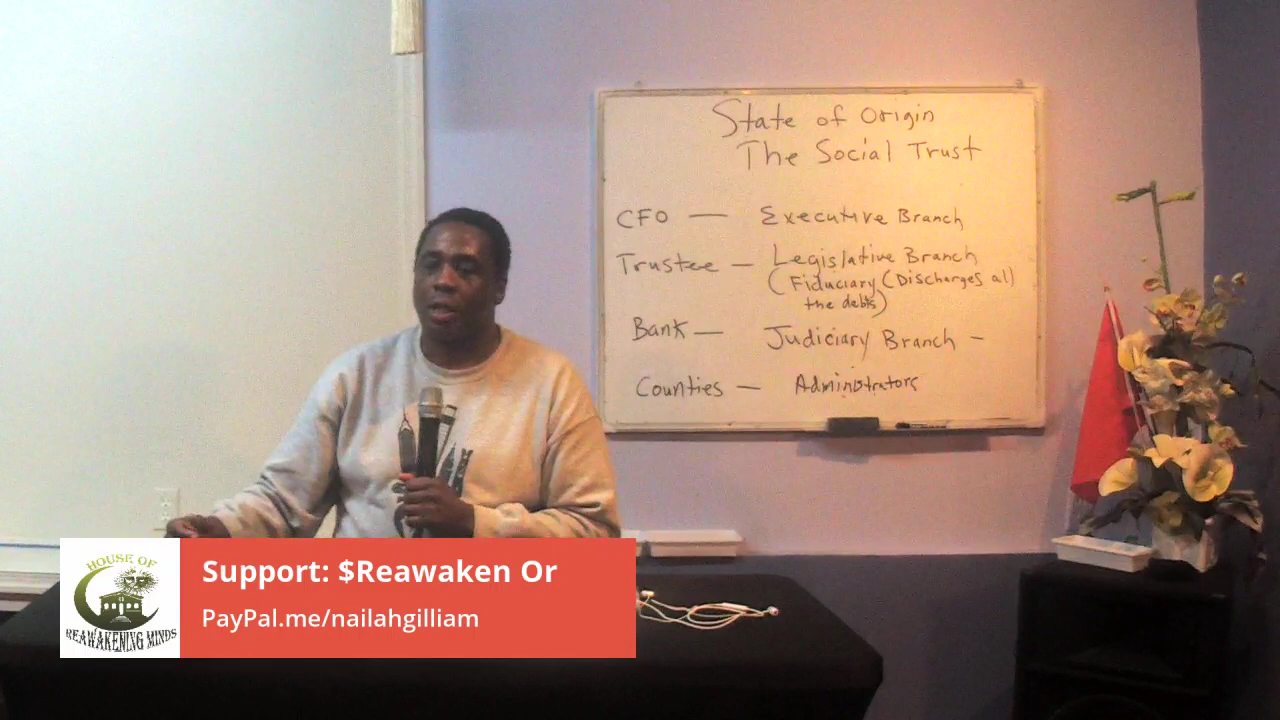 State of Origin
The Social Trust
CFO — Executive Branch
Trustee — Legislative Branch
(Fiduciary (Discharges all
the debts)
Bank — Judiciary Branch -
Counties — Administrators
HOUSE OF
REAWAKENING MINDS
Support: $Reawaken Or
PayPal.me/nailahgilliam